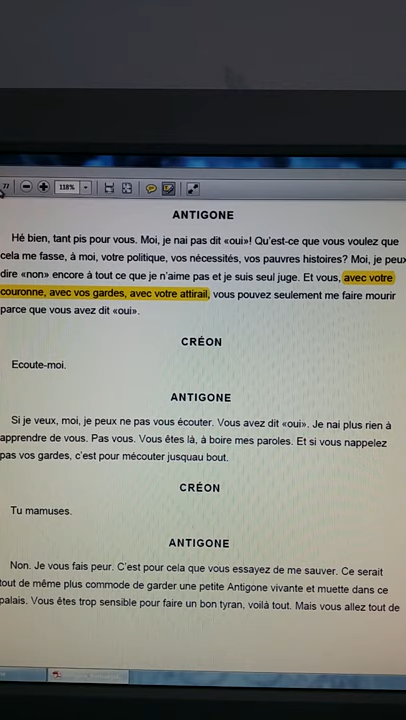 77
118%
ANTIGONE
Hé bien, tant pis pour vous. Moi, je nai pas dit «oui»! Qu'est-ce que vous voulez que
cela me fasse, à moi, votre politique, vos nécessités, vos pauvres histoires? Moi, je peux
dire «non» encore à tout ce que je n'aime pas et je suis seul juge. Et vous, avec votre
couronne, avec vos gardes, avec votre attirail, vous pouvez seulement me faire mourir
parce que vous avez dit «oui».
CRÉON
Ecoute-moi.
ANTIGONE
Si je veux, moi, je peux ne pas vous écouter. Vous avez dit «oui». Je nai plus rien à
apprendre de vous. Pas vous. Vous êtes là, à boire mes paroles. Et si vous nappelez
pas vos gardes, c'est pour mécouter jusquau bout.
CRÉON
Tu mamuses.
ANTIGONE
Non. Je vous fais peur. C'est pour cela que vous essayez de me sauver. Ce serait
tout de même plus commode de garder une petite Antigone vivante et muette dans ce
palais. Vous êtes trop sensible pour faire un bon tyran, voilà tout. Mais vous allez tout de